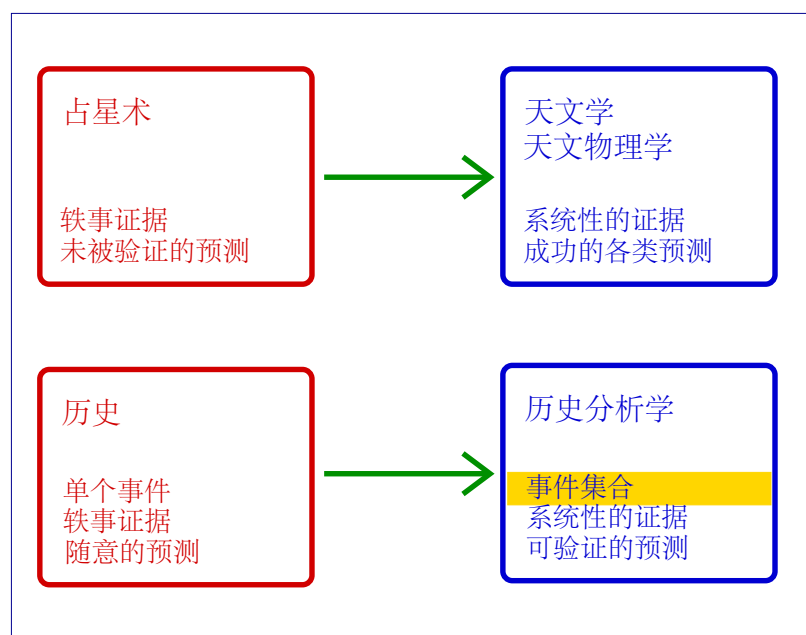 占星术
轶事证据
未被验证的预测
天文学
天文物理学
系统性的证据
成功的各类预测
历史
单个事件
轶事证据
随意的预测
历史分析学
事件集合
系统性的证据
可验证的预测